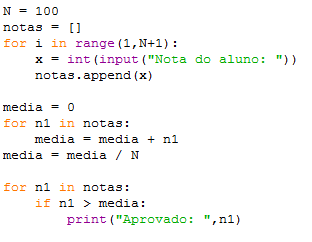 N = 100
notas = []
for i in range(1,N+1):
    x = int(input("Nota do aluno: "))
    notas.append(x)

media = 0
for n1 in notas:
    media = media + n1
media = media / N

for n1 in notas:
    if n1 > media:
        print("Aprovado: ",n1)